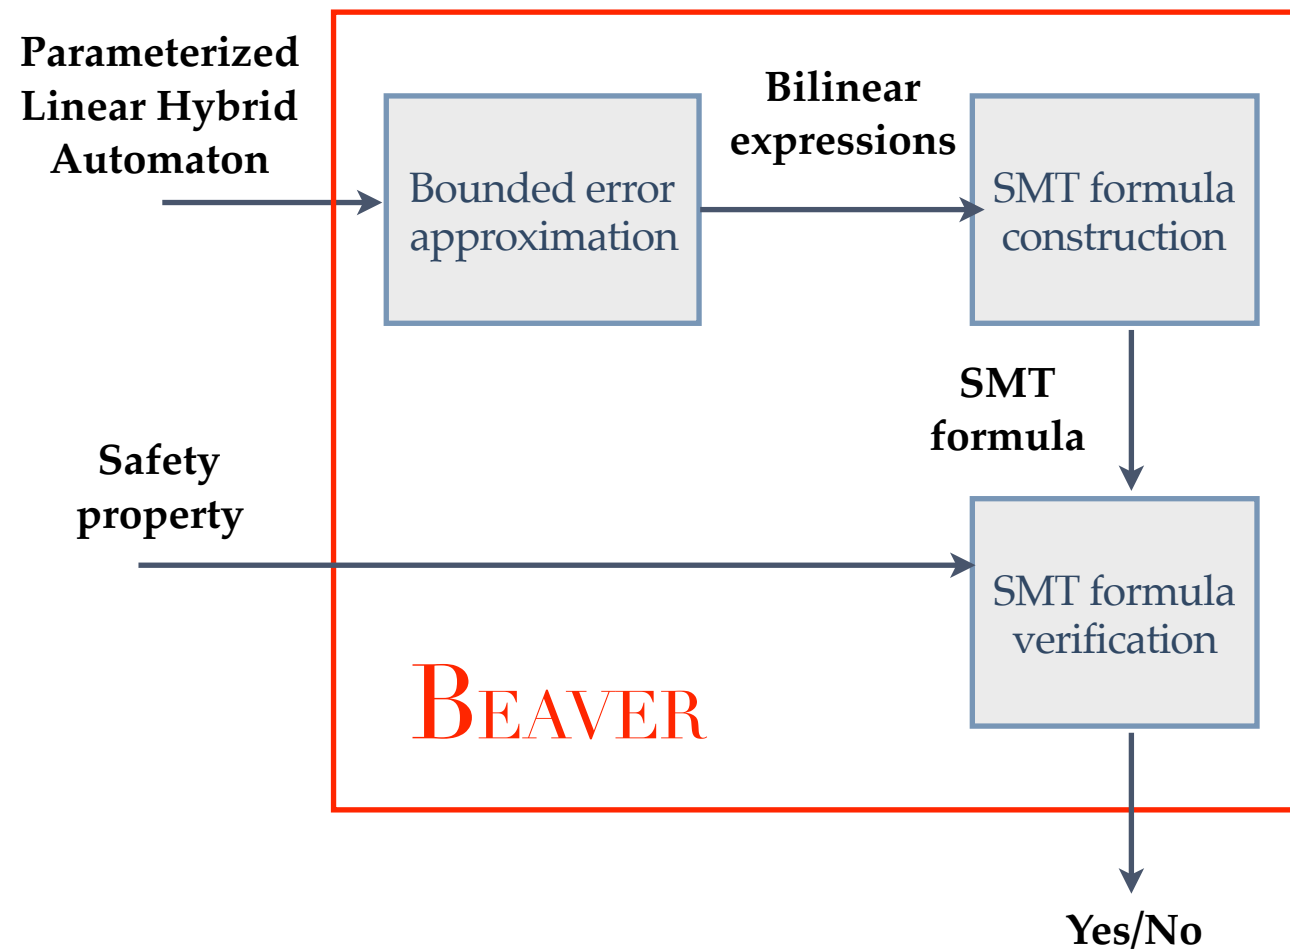 Parameterized
Linear Hybrid
Automaton
Bounded error
approximation
Bilinear
expressions
SMT formula
construction
SMT
formula
Safety
property
SMT formula
verification
BEAVER
Yes/No